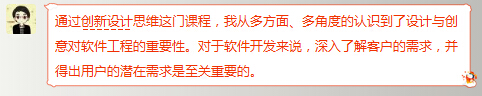 通过创新设计思维这门课程，我从多方面、多角度的认识到了设计与创
意对软件工程的重要性。对于软件开发来说，深入了解客户的需求，并
得出用户的潜在需求是至关重要的。